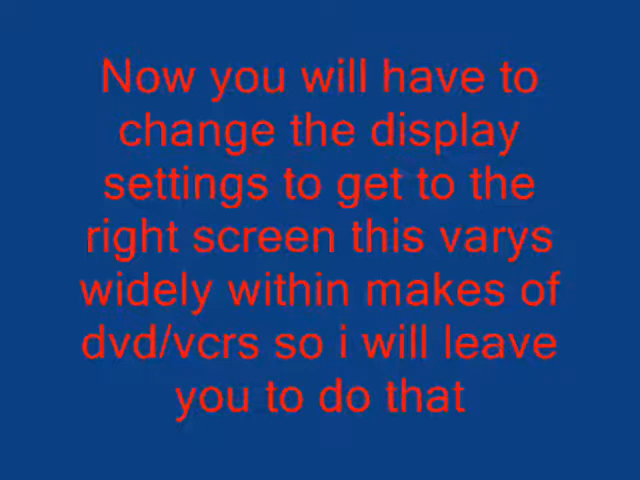 Now you will have to
change the display
settings to get to the
right screen this varys
widely within makes of
dvd/vcrs so i will leave
you to do that